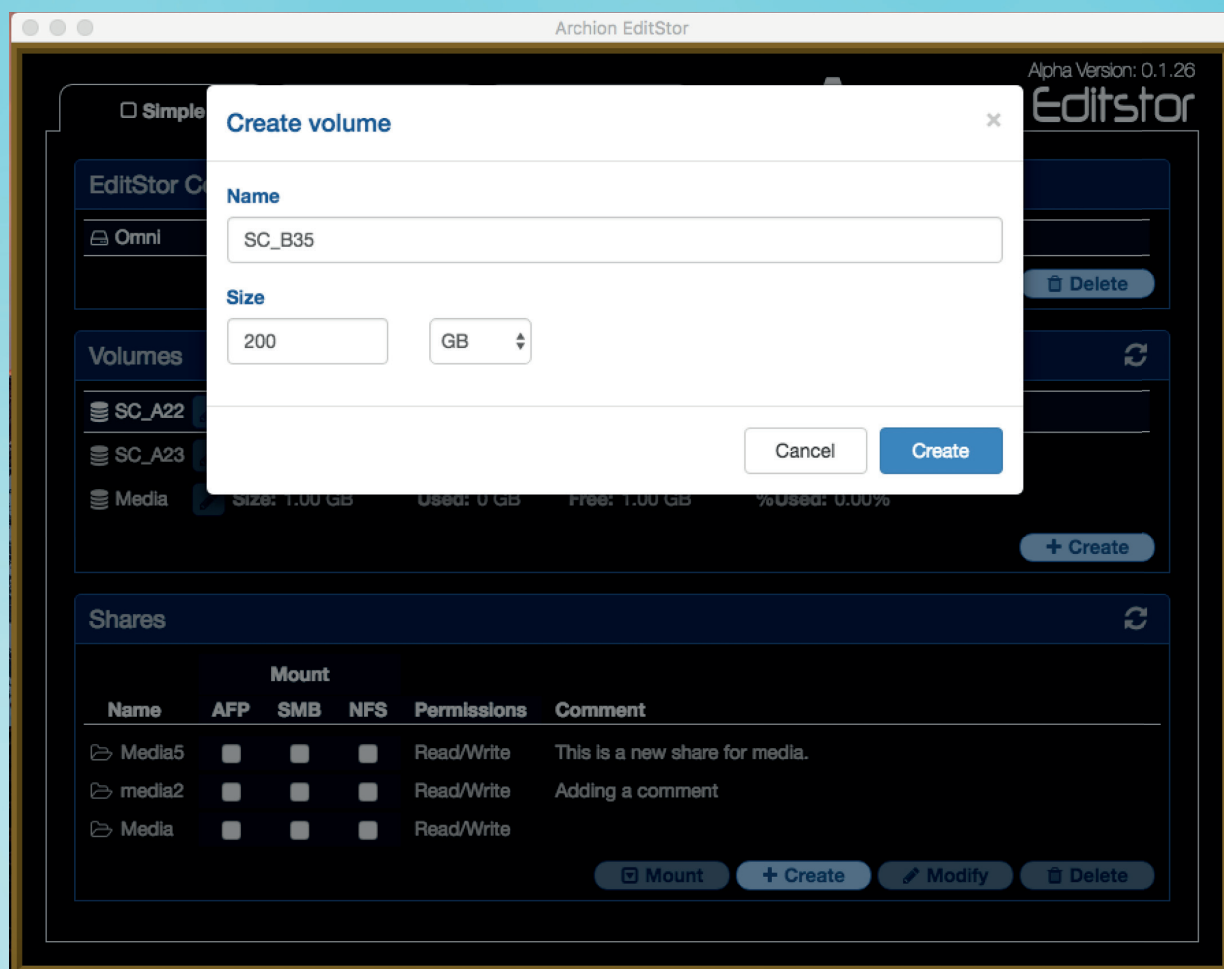 Archion EditStor
Alpha Version: 0.1.26
Editstor
Simple
Create volume
×
EditStor
Name
Omni
SC_B35
Delete
Size
200 GB
Volumes
SC_A22
Cancel Create
SC_A23
Media Size: 1.00 GB Used: 0 GB Free: 1.00 GB %Used: 0.00%
+ Create
Shares
Mount
Name AFP SMB NFS Permissions Comment
Media5 Read/Write This is a new share for media.
media2 Read/Write Adding a comment
Media Read/Write
Mount + Create Modify Delete